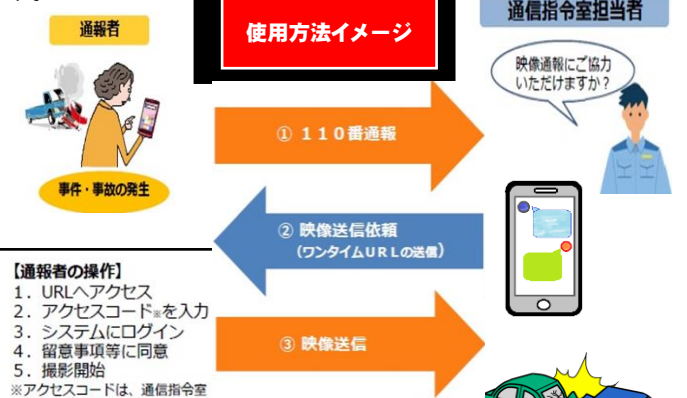 通報者
使用方法イメージ
通信指令室担当者
映像通報にご協力
いただけますか？
① 110番通報
事件・事故の発生
② 映像送信依頼
（ワンタイムURLの送信）
【通報者の操作】
1．URLへアクセス
2．アクセスコード※を入力
3．システムにログイン
4．留意事項等に同意
5．撮影開始
※アクセスコードは、通信指令室
③ 映像送信